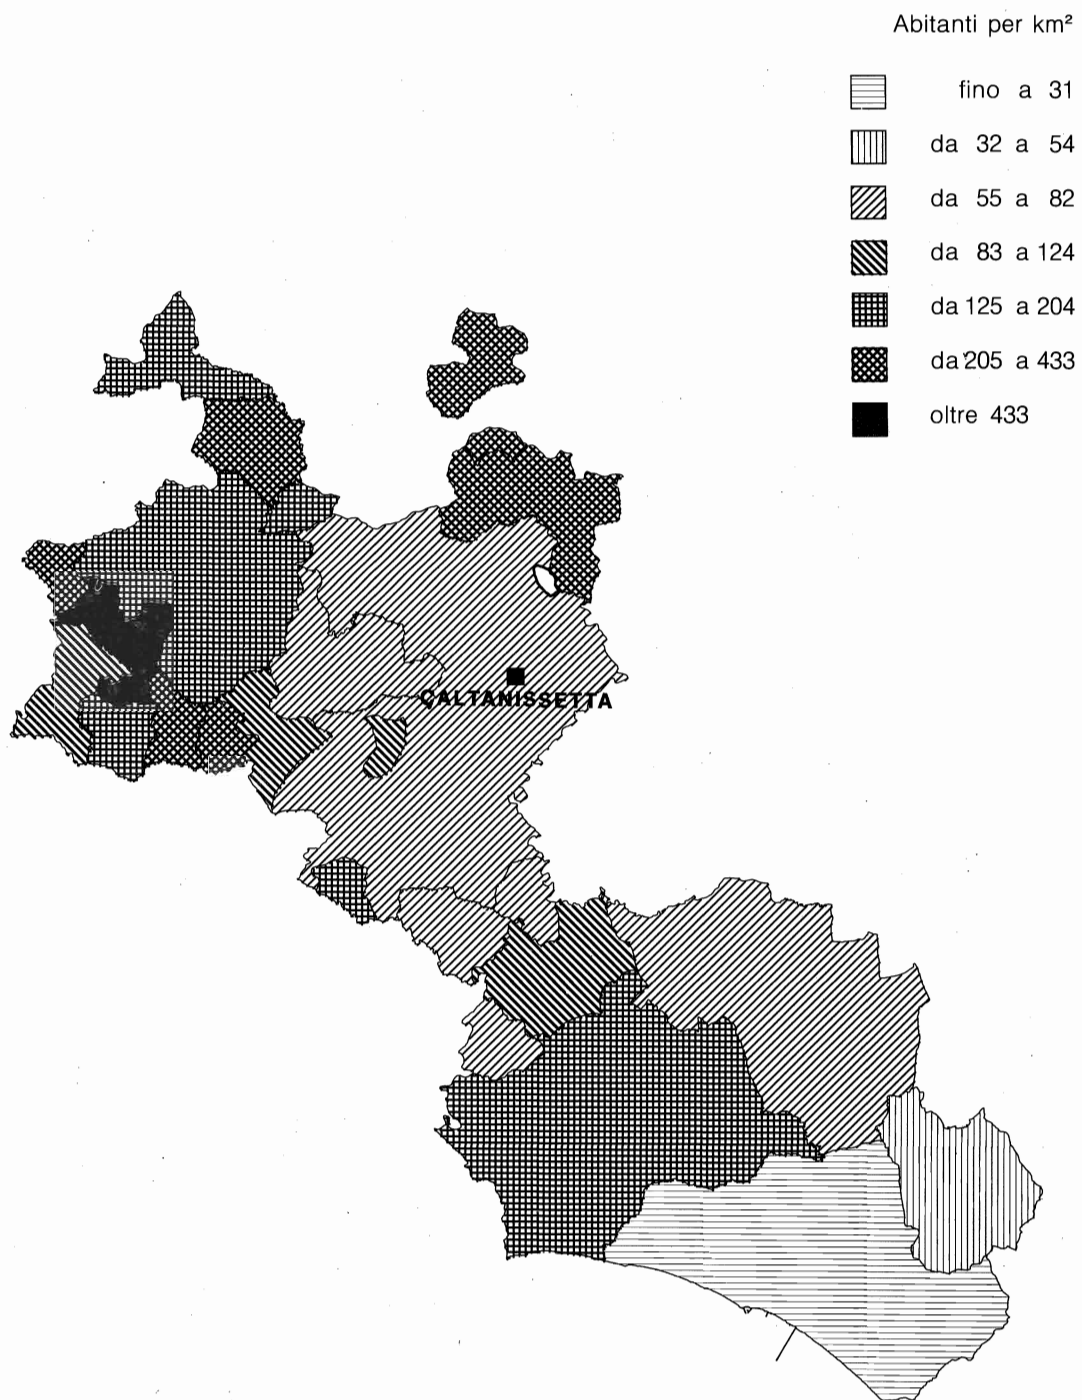 Abitanti per km²
fino a 31
da 32 a 54
da 55 a 82
da 83 a 124
da 125 a 204
da 205 a 433
oltre 433
CALTANISSETTA